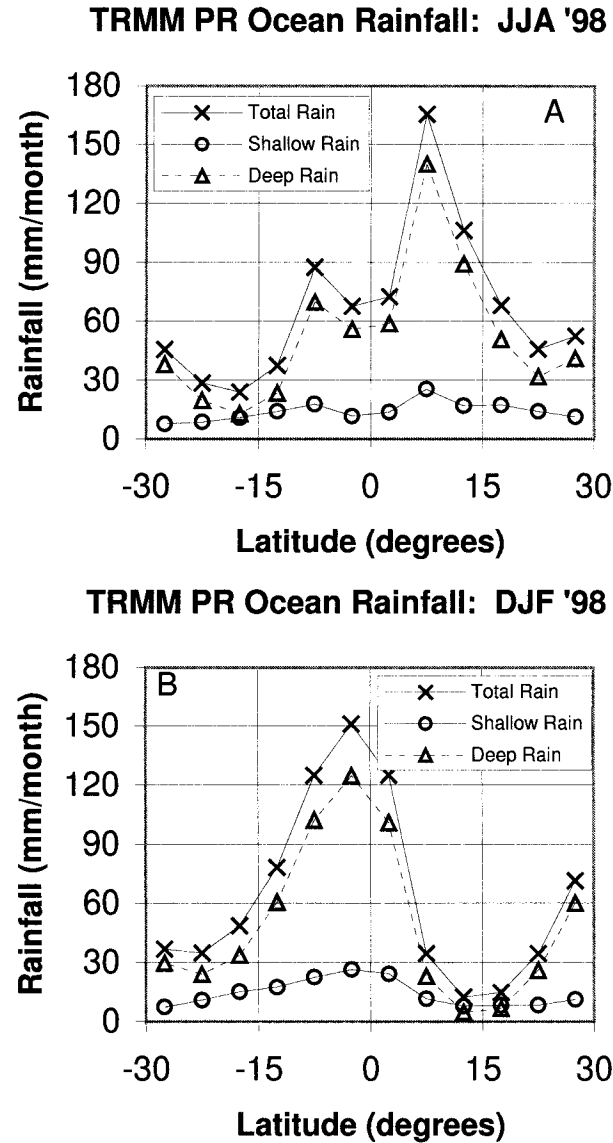 TRMM PR Ocean Rainfall: JJA '98
A
Total Rain
Shallow Rain
Deep Rain
Rainfall (mm/month)
180
150
120
90
60
30
0
-30 -15 0 15 30
Latitude (degrees)
TRMM PR Ocean Rainfall: DJF '98
B
Total Rain
Shallow Rain
Deep Rain
Rainfall (mm/month)
180
150
120
90
60
30
0
-30 -15 0 15 30
Latitude (degrees)